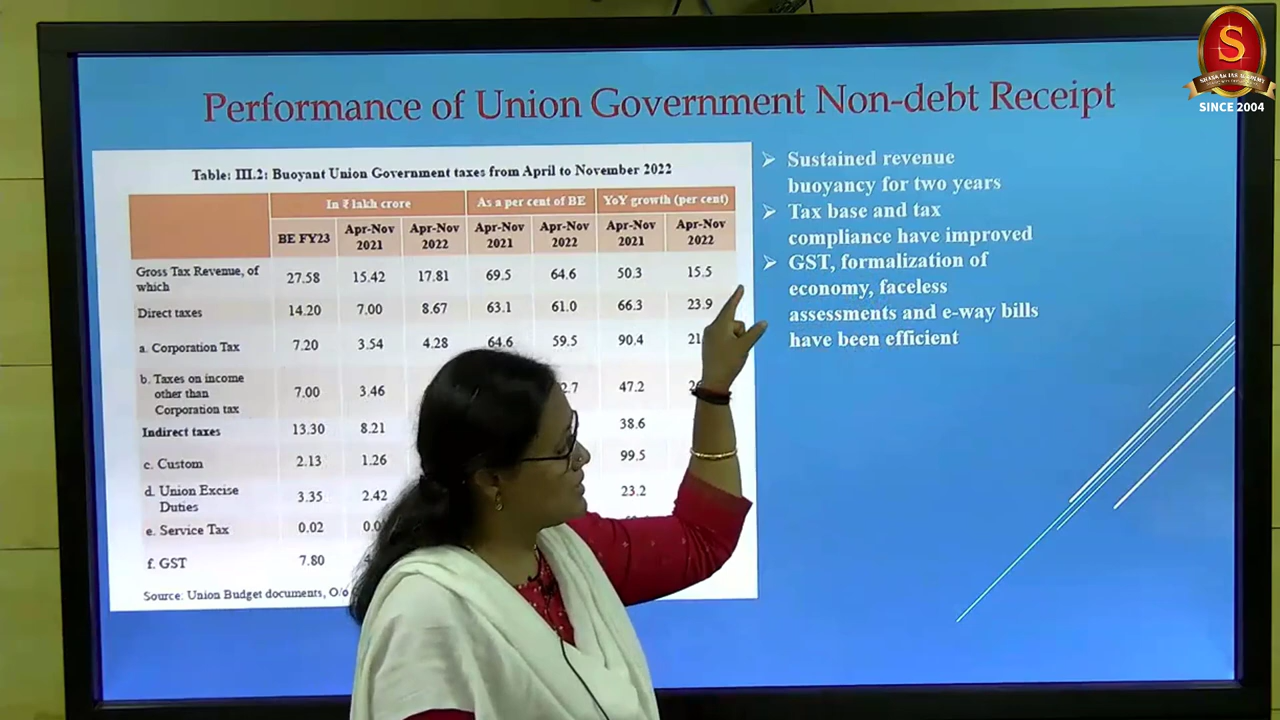 S
SHANKAR IAS ACADEMY
SINCE 2004
Performance of Union Government Non-debt Receipt
Table: III.2: Buoyant Union Government taxes from April to November 2022
In ₹ lakh crore As a per cent of BE YoY growth (per cent)
BE FY23 Apr-Nov 2021 Apr-Nov 2022 Apr-Nov 2021 Apr-Nov 2022 Apr-Nov 2021 Apr-Nov 2022
Gross Tax Revenue, of
which 27.58 15.42 17.81 69.5 64.6 50.3 15.5
Direct taxes 14.20 7.00 8.67 63.1 61.0 66.3 23.9
a. Corporation Tax 7.20 3.54 4.28 64.6 59.5 90.4 21
b. Taxes on income
other than
Corporation tax 7.00 3.46 2.7 47.2
Indirect taxes 13.30 8.21 38.6
c. Custom 2.13 1.26 99.5
d. Union Excise
Duties 3.35 2.42 23.2
e. Service Tax 0.02 0.0
f. GST 7.80
Source: Union Budget documents, O/o
➢ Sustained revenue
buoyancy for two years
➢ Tax base and tax
compliance have improved
➢ GST, formalization of
economy, faceless
assessments and e-way bills
have been efficient